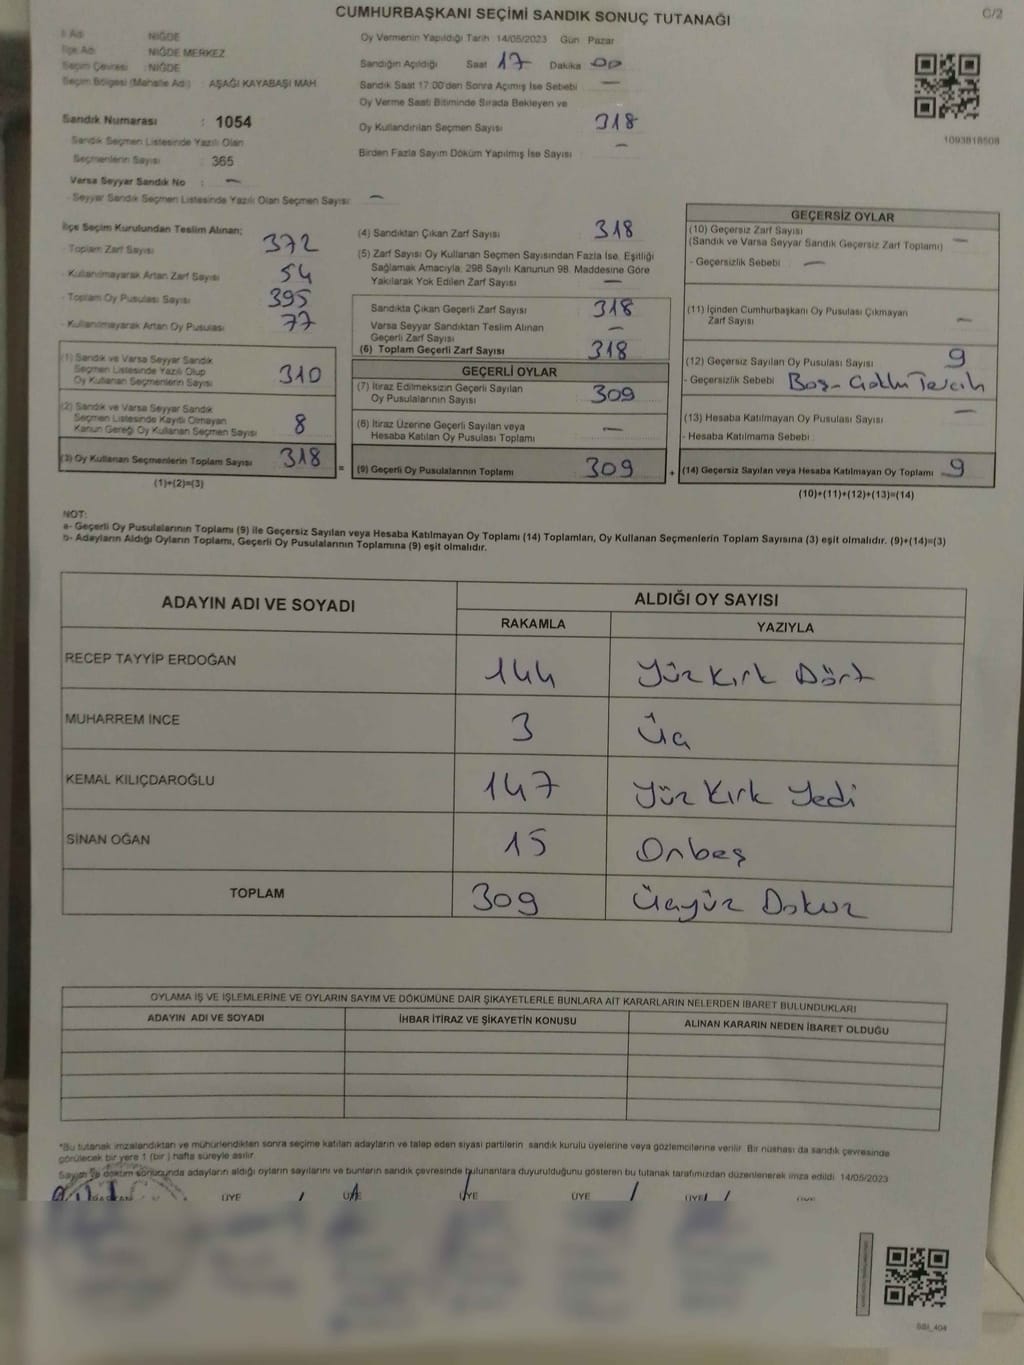 CUMHURBAŞKANI SEÇİMİ SANDIK SONUÇ TUTANAĞI
C/2
İl Adı NİĞDE
İlçe Adı NİĞDE MERKEZ
Seçim Çevresi : NİĞDE
Seçim Bölgesi (Mahalle Adı) : AŞAĞI KAYABAŞI MAH.
Sandık Numarası : 1054
Sandık Seçmen Listesinde Yazılı Olan
Seçmenlerin Sayısı : 365
Varsa Seyyar Sandık No : —
- Seyyar Sandık Seçmen Listesinde Yazılı Olan Seçmen Sayısı: —
Oy Vermenin Yapıldığı Tarih :14/05/2023 Gün Pazar
Sandığın Açıldığı Saat 17 Dakika 00
Sandık Saat 17:00'den Sonra Açımış İse Sebebi : —
Oy Verme Saati Bitiminde Sırada Bekleyen ve
Oy Kullandırılan Seçmen Sayısı : 318
Birden Fazla Sayım Döküm Yapılmış İse Sayısı : —
1093818508
İlçe Seçim Kurulundan Teslim Alınan;
- Toplam Zarf Sayısı 372
- Kullanılmayarak Artan Zarf Sayısı 54
- Toplam Oy Pusulası Sayısı 395
- Kullanılmayarak Artan Oy Pusulası 77
(1) Sandık ve Varsa Seyyar Sandık
Seçmen Listesinde Yazılı Olup
Oy Kullanan Seçmenlerin Sayısı 310
(2) Sandık ve Varsa Seyyar Sandık
Seçmen Listesinde Kayıtlı Olmayan
Kanun Gereği Oy Kullanan Seçmen Sayısı 8
(3) Oy Kullanan Seçmenlerin Toplam Sayısı 318
(1)+(2)=(3)
=
(4) Sandıktan Çıkan Zarf Sayısı 318
(5) Zarf Sayısı Oy Kullanan Seçmen Sayısından Fazla İse, Eşitliği
Sağlamak Amacıyla, 298 Sayılı Kanunun 98. Maddesine Göre
Yakılarak Yok Edilen Zarf Sayısı —
Sandıkta Çıkan Geçerli Zarf Sayısı 318
Varsa Seyyar Sandıktan Teslim Alınan
Geçerli Zarf Sayısı —
(6) Toplam Geçerli Zarf Sayısı 318
GEÇERLİ OYLAR
(7) İtiraz Edilmeksizin Geçerli Sayılan
Oy Pusulalarının Sayısı 309
(8) İtiraz Üzerine Geçerli Sayılan veya
Hesaba Katılan Oy Pusulası Toplamı —
(9) Geçerli Oy Pusulalarının Toplamı 309
+
GEÇERSİZ OYLAR
(10) Geçersiz Zarf Sayısı
(Sandık ve Varsa Seyyar Sandık Geçersiz Zarf Toplamı) —
- Geçersizlik Sebebi : —
(11) İçinden Cumhurbaşkanı Oy Pusulası Çıkmayan
Zarf Sayısı —
(12) Geçersiz Sayılan Oy Pusulası Sayısı 9
- Geçersizlik Sebebi : Boş - Çoklu Tercih
(13) Hesaba Katılmayan Oy Pusulası Sayısı —
- Hesaba Katılmama Sebebi :
(14) Geçersiz Sayılan veya Hesaba Katılmayan Oy Toplamı 9
(10)+(11)+(12)+(13)=(14)
NOT:
a- Geçerli Oy Pusulalarının Toplamı (9) ile Geçersiz Sayılan veya Hesaba Katılmayan Oy Toplamı (14) Toplamları, Oy Kullanan Seçmenlerin Toplam Sayısına (3) eşit olmalıdır. (9)+(14)=(3)
b- Adayların Aldığı Oyların Toplamı, Geçerli Oy Pusulalarının Toplamına (9) eşit olmalıdır.
ADAYIN ADI VE SOYADI
ALDIĞI OY SAYISI
RAKAMLA YAZIYLA
RECEP TAYYİP ERDOĞAN 144 Yüz Kırk Dört
MUHARREM İNCE 3 Üç
KEMAL KILIÇDAROĞLU 147 Yüz Kırk Yedi
SİNAN OĞAN 15 Onbeş
TOPLAM 309 Üçyüz Dokuz
OYLAMA İŞ VE İŞLEMLERİNE VE OYLARIN SAYIM VE DÖKÜMÜNE DAİR ŞİKAYETLERLE BUNLARA AİT KARARLARIN NELERDEN İBARET BULUNDUKLARI
ADAYIN ADI VE SOYADI İHBAR İTİRAZ VE ŞİKAYETİN KONUSU ALINAN KARARIN NEDEN İBARET OLDUĞU
*Bu tutanak imzalandıktan ve mühürlendikten sonra seçime katılan adayların ve talep eden siyasi partilerin sandık kurulu üyelerine veya gözlemcilerine verilir. Bir nüshası da sandık çevresinde
görülecek bir yere 1 (bir ) hafta süreyle asılır.
Sayım ve döküm sonucunda adayların aldığı oyların sayılarını ve bunların sandık çevresinde bulunanlara duyurulduğunu gösteren bu tutanak tarafımızdan düzenlenerek imza edildi. 14/05/2023
BAŞKAN ÜYE ÜYE ÜYE ÜYE ÜYE
SSI_404